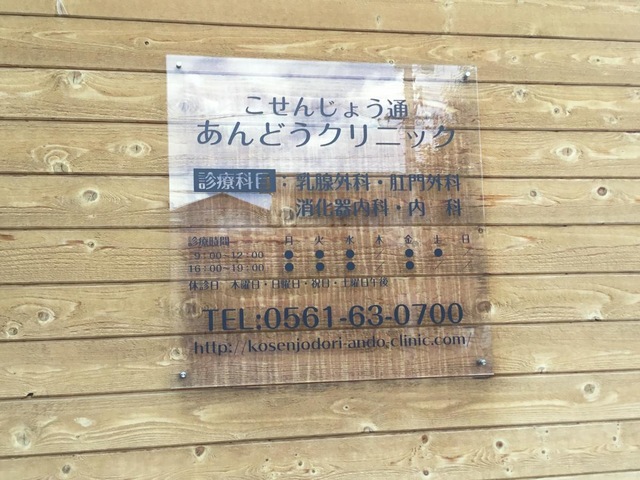 こせんじょう通
あんどうクリニック
診療科目・乳腺外科・肛門外科
消化器内科・内 科
診療時間 月 火 水 木 金 土 日
9:00~12:00 ● ● ● / ● ● /
16:00~19:00 ● ● ● / ● / /
休診日 木曜日・日曜日・祝日・土曜日午後
TEL:0561-63-0700
http://kosenjodori-ando.clinic.com/